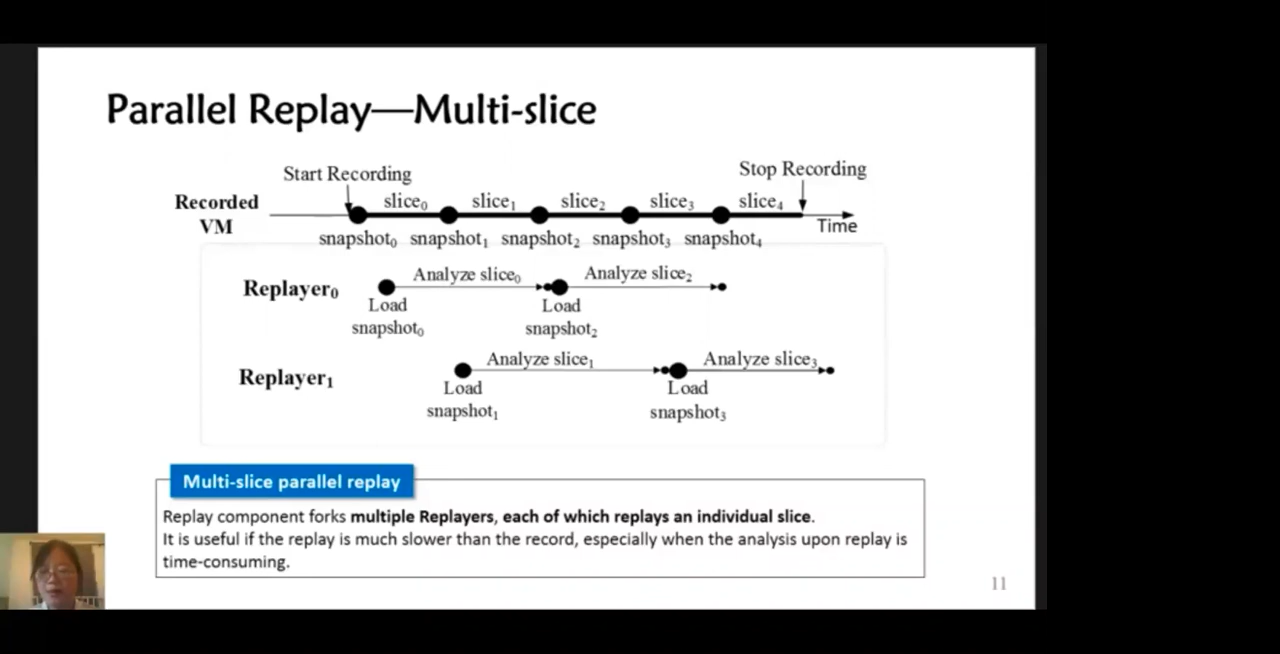 Parallel Replay—Multi-slice
Start Recording
Stop Recording
Recorded VM
slice₀ slice₁ slice₂ slice₃ slice₄
Time
snapshot₀ snapshot₁ snapshot₂ snapshot₃ snapshot₄
Replayer₀
Analyze slice₀
Analyze slice₂
Load snapshot₀
Load snapshot₂
Replayer₁
Analyze slice₁
Analyze slice₃
Load snapshot₁
Load snapshot₃
Multi-slice parallel replay
Replay component forks multiple Replayers, each of which replays an individual slice.
It is useful if the replay is much slower than the record, especially when the analysis upon replay is
time-consuming.
11